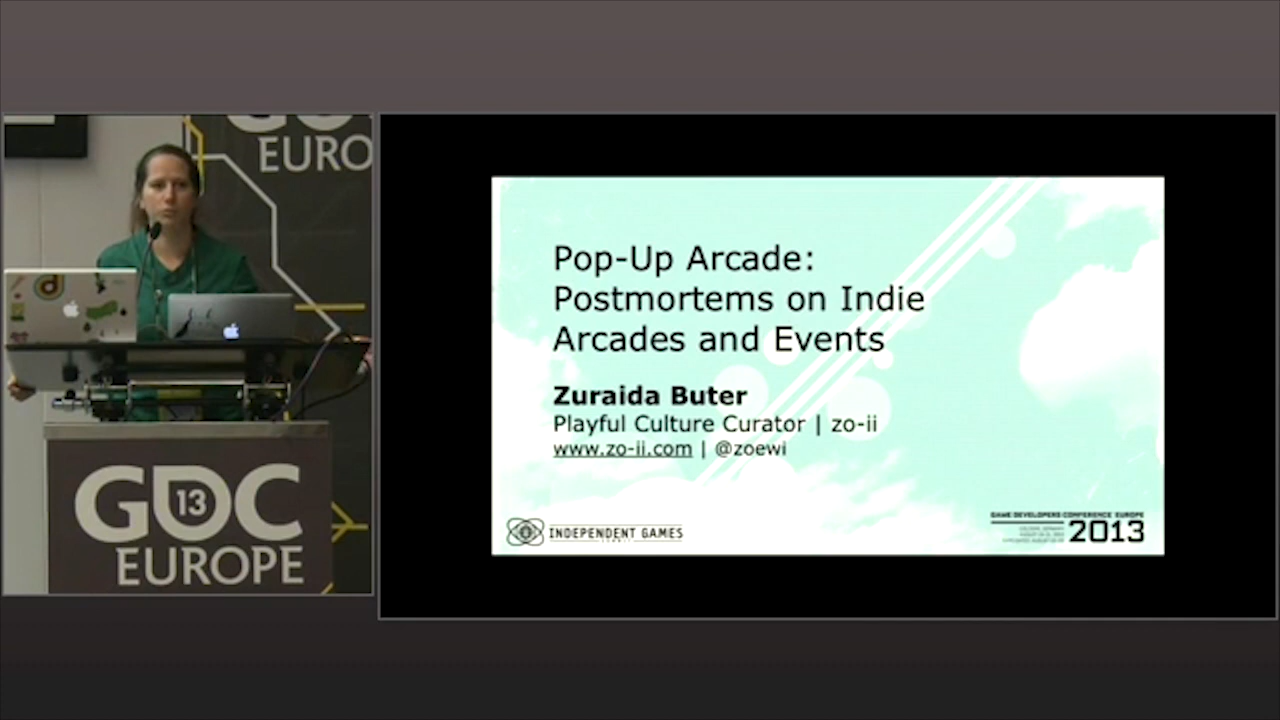 EURO
GDC
13
EUROPE
Pop-Up Arcade:
Postmortems on Indie
Arcades and Events
Zuraida Buter
Playful Culture Curator | zo-ii
www.zo-ii.com | @zoewi
INDEPENDENT GAMES
SUMMIT
GAME DEVELOPERS CONFERENCE EUROPE
2013